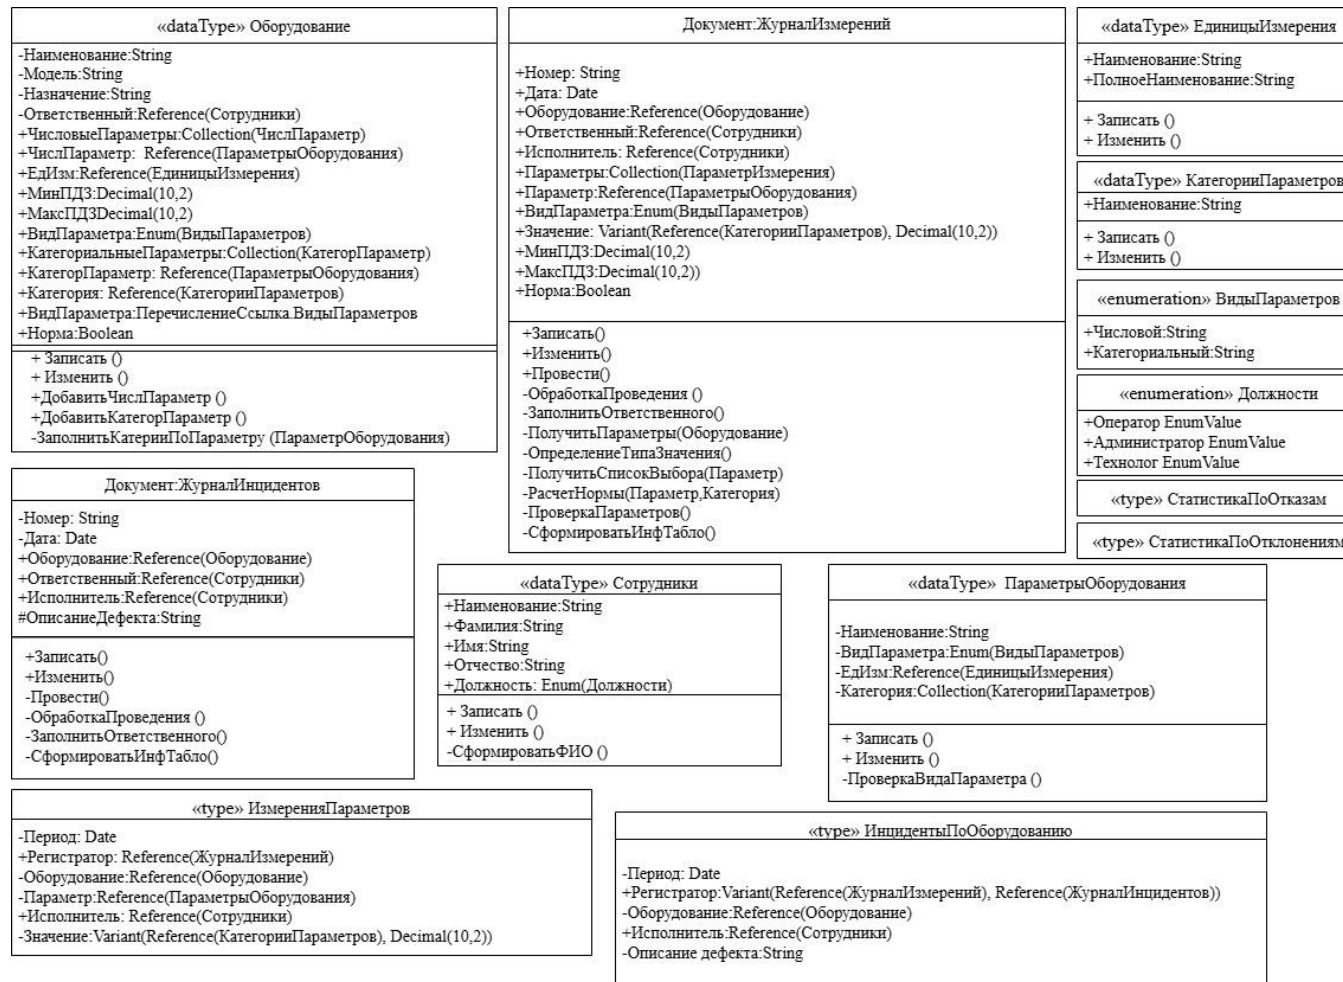 «dataType» Оборудование
-Наименование:String
-Модель:String
-Назначение:String
-Ответственный:Reference(Сотрудники)
+ЧисловыеПараметры:Collection(ЧислПараметр)
+ЧислПараметр: Reference(ПараметрыОборудования)
+ЕдИзм:Reference(ЕдиницыИзмерения)
+МинПДЗ:Decimal(10,2)
+МаксПДЗDecimal(10,2)
+ВидПараметра:Enum(ВидыПараметров)
+КатегориальныеПараметры:Collection(КатегорПараметр)
+КатегорПараметр: Reference(ПараметрыОборудования)
+Категория: Reference(КатегорииПараметров)
+ВидПараметра:ПеречислениеСсылка.ВидыПараметров
+Норма:Boolean
+ Записать ()
+ Изменить ()
+ДобавитьЧислПараметр ()
+ДобавитьКатегорПараметр ()
-ЗаполнитьКатерииПоПараметру (ПараметрОборудования)
Документ:ЖурналИзмерений
+Номер: String
+Дата: Date
+Оборудование:Reference(Оборудование)
+Ответственный:Reference(Сотрудники)
+Исполнитель: Reference(Сотрудники)
+Параметры:Collection(ПараметрИзмерения)
+Параметр:Reference(ПараметрыОборудования)
+ВидПараметра:Enum(ВидыПараметров)
+Значение: Variant(Reference(КатегорииПараметров), Decimal(10,2))
+МинПДЗ:Decimal(10,2)
+МаксПДЗ:Decimal(10,2))
+Норма:Boolean
+Записать()
+Изменить()
+Провести()
-ОбработкаПроведения ()
-ЗаполнитьОтветственного()
-ПолучитьПараметры(Оборудование)
-ОпределениеТипаЗначения()
-ПолучитьСписокВыбора(Параметр)
-РасчетНормы(Параметр,Категория)
-ПроверкаПараметров()
-СформироватьИнфТабло()
«dataType» ЕдиницыИзмерения
+Наименование:String
+ПолноеНаименование:String
+ Записать ()
+ Изменить ()
«dataType» КатегорииПараметров
+Наименование:String
+ Записать ()
+ Изменить ()
«enumeration» ВидыПараметров
+Числовой:String
+Категориальный:String
«enumeration» Должности
+Оператор EnumValue
+Администратор EnumValue
+Технолог EnumValue
«type» СтатистикаПоОтказам
«type» СтатистикаПоОтклонениям
Документ:ЖурналИнцидентов
-Номер: String
-Дата: Date
+Оборудование:Reference(Оборудование)
+Ответственный:Reference(Сотрудники)
+Исполнитель:Reference(Сотрудники)
#ОписаниеДефекта:String
+Записать()
+Изменить()
-Провести()
-ОбработкаПроведения ()
-ЗаполнитьОтветственного()
-СформироватьИнфТабло()
«dataType» Сотрудники
+Наименование:String
+Фамилия:String
+Имя:String
+Отчество:String
+Должность: Enum(Должности)
+ Записать ()
+ Изменить ()
-СформироватьФИО ()
«dataType» ПараметрыОборудования
-Наименование:String
-ВидПараметра:Enum(ВидыПараметров)
-ЕдИзм:Reference(ЕдиницыИзмерения)
-Категория:Collection(КатегорииПараметров)
+ Записать ()
+ Изменить ()
-ПроверкаВидаПараметра ()
«type» ИзмеренияПараметров
-Период: Date
+Регистратор: Reference(ЖурналИзмерений)
-Оборудование:Reference(Оборудование)
-Параметр:Reference(ПараметрыОборудования)
+Исполнитель: Reference(Сотрудники)
-Значение:Variant(Reference(КатегорииПараметров), Decimal(10,2))
«type» ИнцидентыПоОборудованию
-Период: Date
+Регистратор:Variant(Reference(ЖурналИзмерений), Reference(ЖурналИнцидентов))
-Оборудование:Reference(Оборудование)
+Исполнитель:Reference(Сотрудники)
-Описание дефекта:String